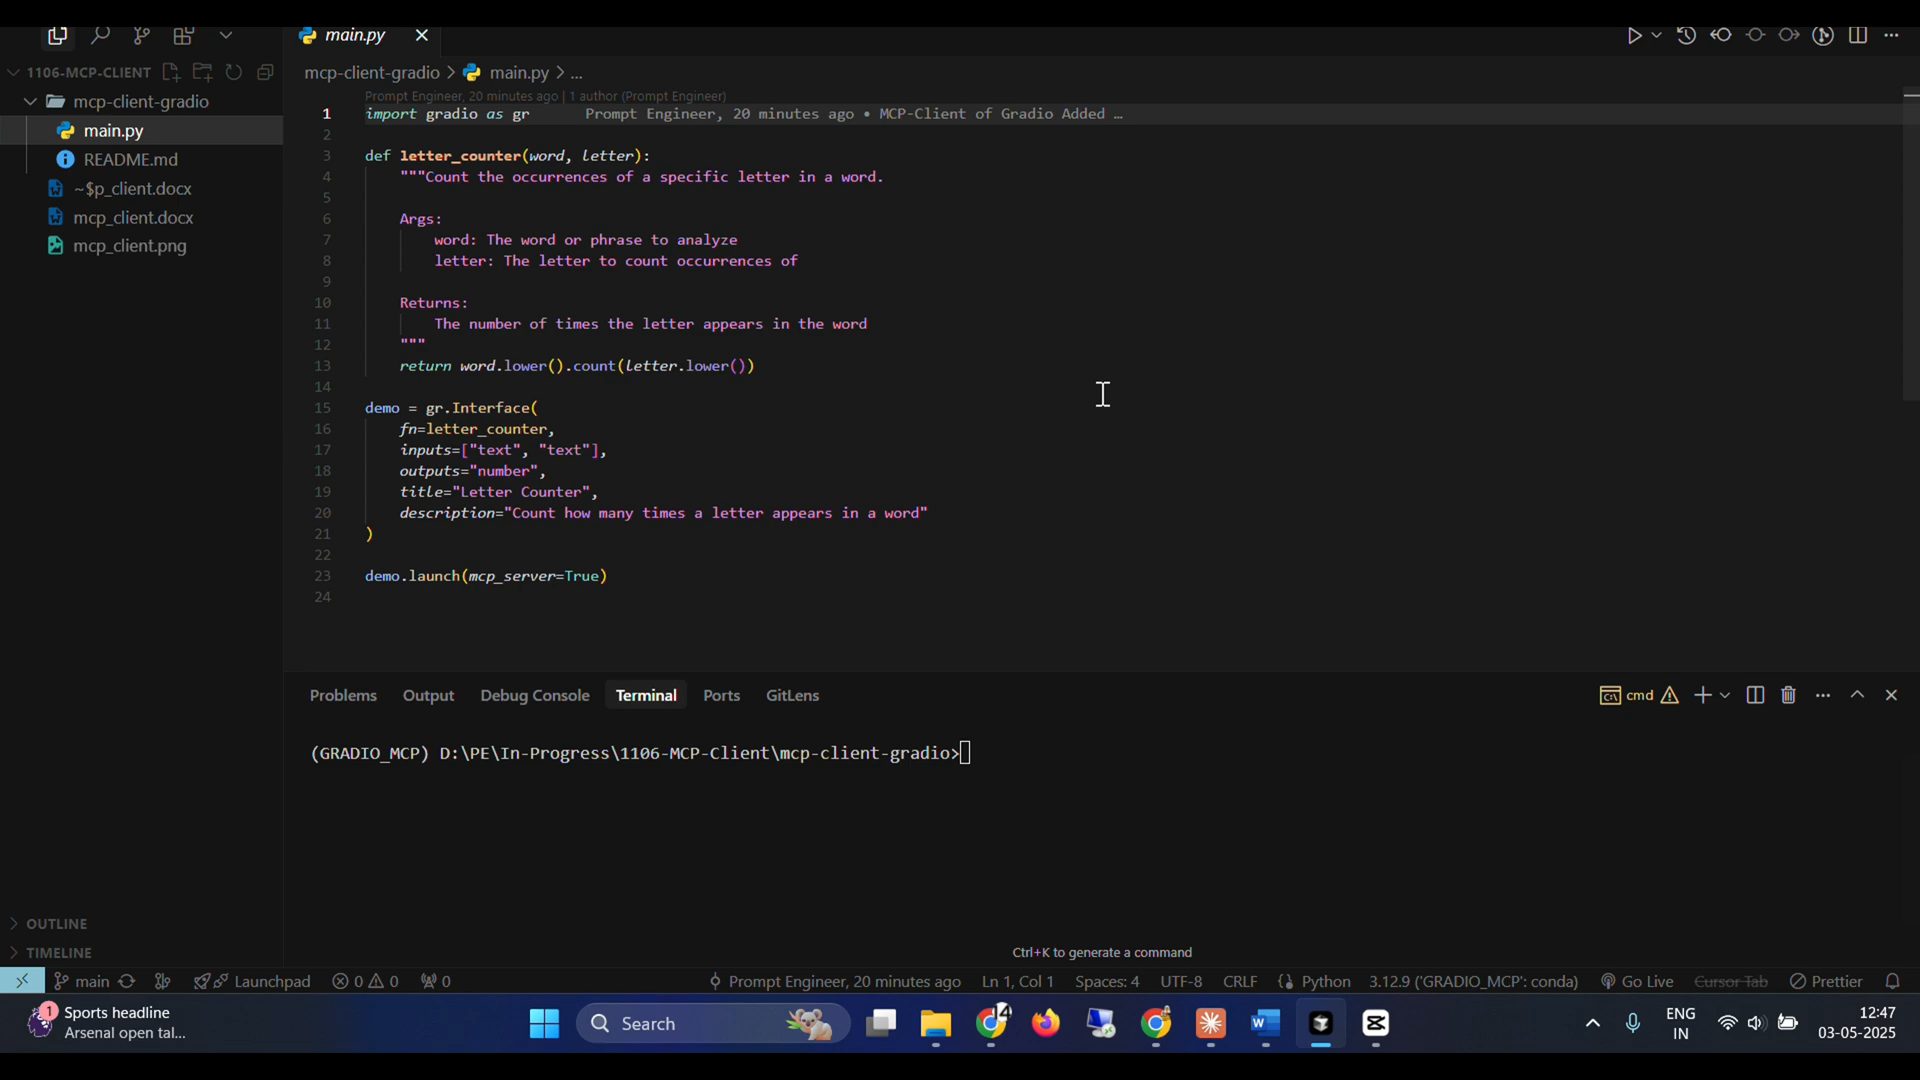 main.py
1106-MCP-CLIENT
mcp-client-gradio
main.py
README.md
~$p_client.docx
mcp_client.docx
mcp_client.png
OUTLINE
TIMELINE
mcp-client-gradio > main.py > ...
Prompt Engineer, 20 minutes ago | 1 author (Prompt Engineer)
1 import gradio as gr Prompt Engineer, 20 minutes ago • MCP-Client of Gradio Added …
2
3 def letter_counter(word, letter):
4 """Count the occurrences of a specific letter in a word.
5
6 Args:
7 word: The word or phrase to analyze
8 letter: The letter to count occurrences of
9
10 Returns:
11 The number of times the letter appears in the word
12 """
13 return word.lower().count(letter.lower())
14
15 demo = gr.Interface(
16 fn=letter_counter,
17 inputs=["text", "text"],
18 outputs="number",
19 title="Letter Counter",
20 description="Count how many times a letter appears in a word"
21 )
22
23 demo.launch(mcp_server=True)
24
Problems Output Debug Console Terminal Ports GitLens cmd
(GRADIO_MCP) D:\PE\In-Progress\1106-MCP-Client\mcp-client-gradio>
Ctrl+K to generate a command
main Launchpad 0 0 0 Prompt Engineer, 20 minutes ago Ln 1, Col 1 Spaces: 4 UTF-8 CRLF Python 3.12.9 ('GRADIO_MCP': conda) Go Live Cursor Tab Prettier
1 Sports headline
Arsenal open tal...
Search
14
ENG
IN
12:47
03-05-2025